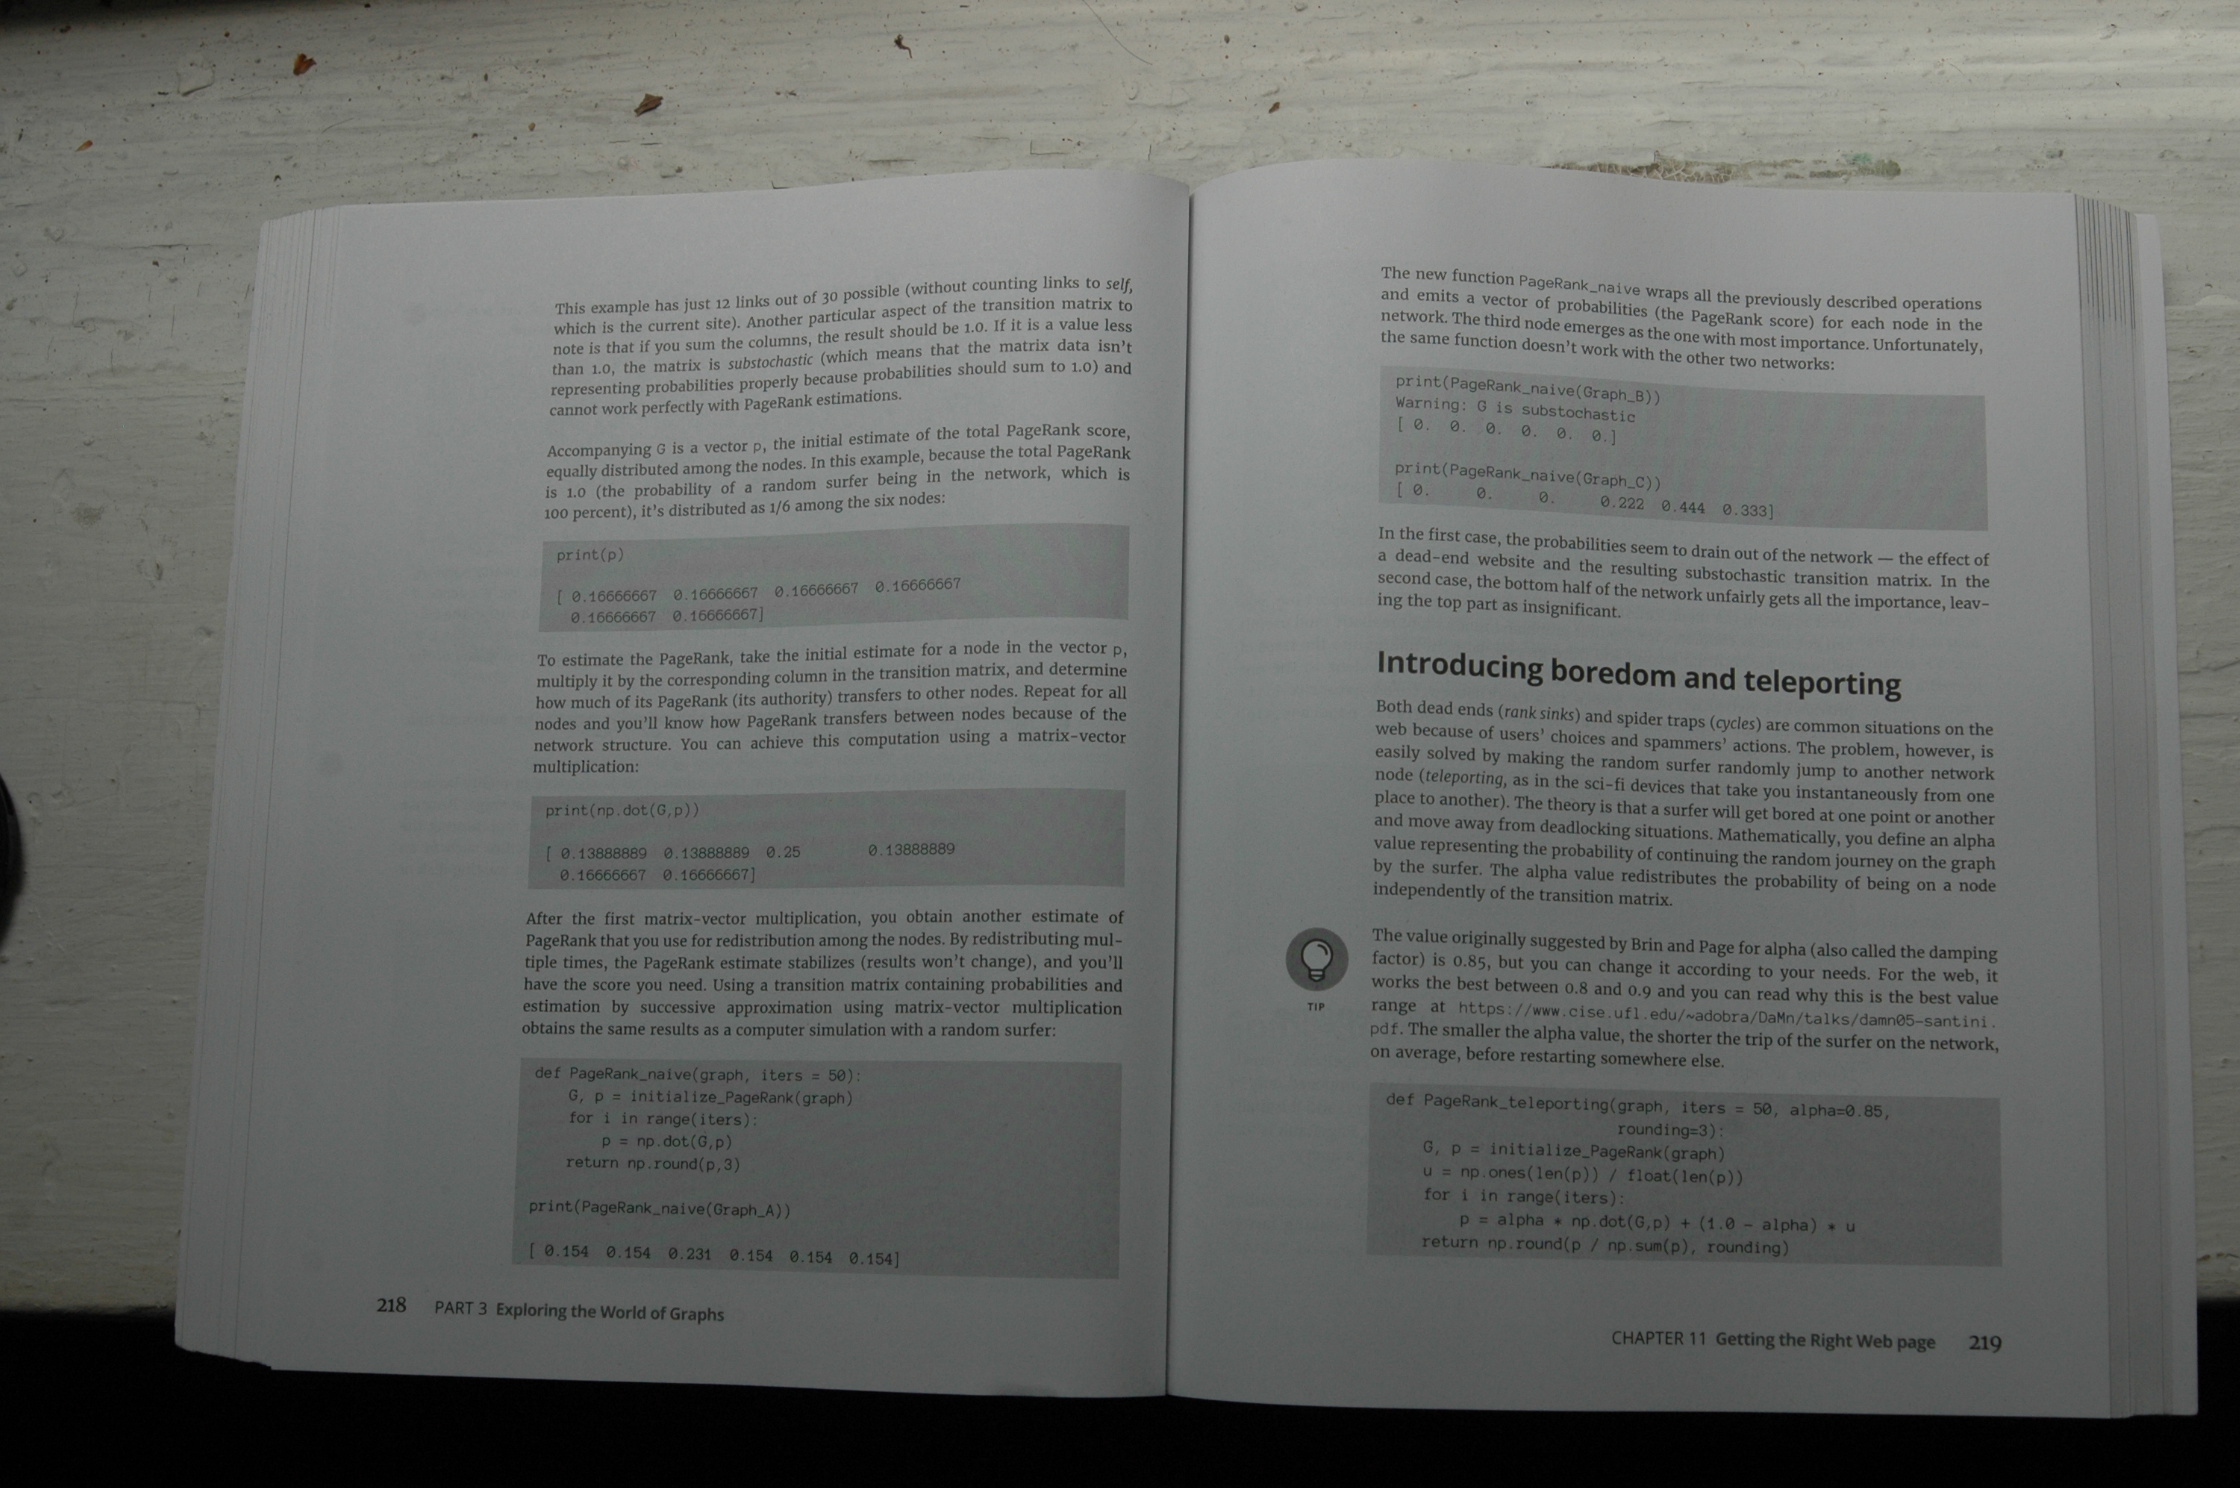 This example has just 12 links out of 30 possible (without counting links to self,
which is the current site). Another particular aspect of the transition matrix to
note is that if you sum the columns, the result should be 1.0. If it is a value less
than 1.0, the matrix is substochastic (which means that the matrix data isn't
representing probabilities properly because probabilities should sum to 1.0) and
cannot work perfectly with PageRank estimations.
Accompanying G is a vector p, the initial estimate of the total PageRank score,
equally distributed among the nodes. In this example, because the total PageRank
is 1.0 (the probability of a random surfer being in the network, which is
100 percent), it's distributed as 1/6 among the six nodes:
print(p)
[ 0.16666667 0.16666667 0.16666667 0.16666667
0.16666667 0.16666667]
To estimate the PageRank, take the initial estimate for a node in the vector p,
multiply it by the corresponding column in the transition matrix, and determine
how much of its PageRank (its authority) transfers to other nodes. Repeat for all
nodes and you'll know how PageRank transfers between nodes because of the
network structure. You can achieve this computation using a matrix-vector
multiplication:
print(np.dot(G,p))
[ 0.13888889 0.13888889 0.25 0.13888889
0.16666667 0.16666667]
After the first matrix-vector multiplication, you obtain another estimate of
PageRank that you use for redistribution among the nodes. By redistributing mul-
tiple times, the PageRank estimate stabilizes (results won't change), and you'll
have the score you need. Using a transition matrix containing probabilities and
estimation by successive approximation using matrix-vector multiplication
obtains the same results as a computer simulation with a random surfer:
def PageRank_naive(graph, iters = 50):
    G, p = initialize_PageRank(graph)
    for i in range(iters):
        p = np.dot(G,p)
    return np.round(p,3)
print(PageRank_naive(Graph_A))
[ 0.154 0.154 0.231 0.154 0.154 0.154]
218 PART 3 Exploring the World of Graphs
The new function PageRank_naive wraps all the previously described operations
and emits a vector of probabilities (the PageRank score) for each node in the
network. The third node emerges as the one with most importance. Unfortunately,
the same function doesn't work with the other two networks:
print(PageRank_naive(Graph_B))
Warning: G is substochastic
[ 0. 0. 0. 0. 0. 0.]
print(PageRank_naive(Graph_C))
[ 0. 0. 0. 0.222 0.444 0.333]
In the first case, the probabilities seem to drain out of the network — the effect of
a dead-end website and the resulting substochastic transition matrix. In the
second case, the bottom half of the network unfairly gets all the importance, leav-
ing the top part as insignificant.
Introducing boredom and teleporting
Both dead ends (rank sinks) and spider traps (cycles) are common situations on the
web because of users' choices and spammers' actions. The problem, however, is
easily solved by making the random surfer randomly jump to another network
node (teleporting, as in the sci-fi devices that take you instantaneously from one
place to another). The theory is that a surfer will get bored at one point or another
and move away from deadlocking situations. Mathematically, you define an alpha
value representing the probability of continuing the random journey on the graph
by the surfer. The alpha value redistributes the probability of being on a node
independently of the transition matrix.
TIP
The value originally suggested by Brin and Page for alpha (also called the damping
factor) is 0.85, but you can change it according to your needs. For the web, it
works the best between 0.8 and 0.9 and you can read why this is the best value
range at https://www.cise.ufl.edu/~adobra/DaMn/talks/damn05-santini.
pdf. The smaller the alpha value, the shorter the trip of the surfer on the network,
on average, before restarting somewhere else.
def PageRank_teleporting(graph, iters = 50, alpha=0.85,
                         rounding=3):
    G, p = initialize_PageRank(graph)
    u = np.ones(len(p)) / float(len(p))
    for i in range(iters):
        p = alpha * np.dot(G,p) + (1.0 - alpha) * u
    return np.round(p / np.sum(p), rounding)
CHAPTER 11 Getting the Right Web page 219